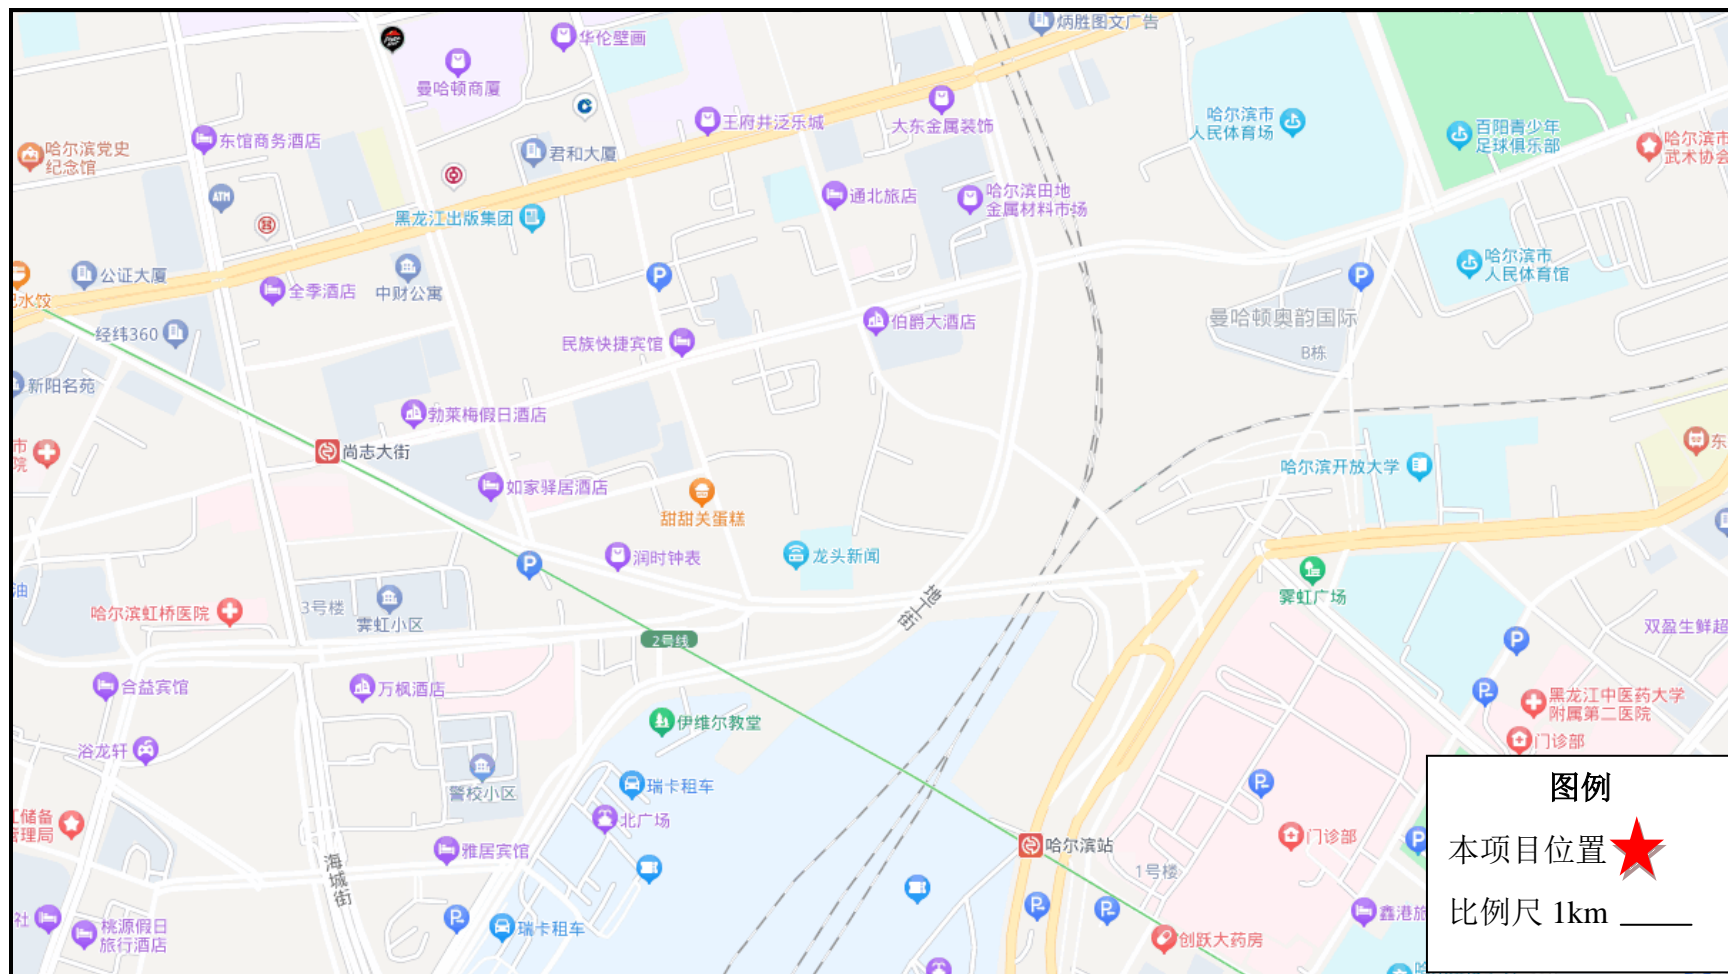 炳胜图文广告
华伦壁画
曼哈顿商厦
王府井泛乐城
大东金属装饰
哈尔滨市
人民体育场
百阳青少年
足球俱乐部
哈尔滨市
武术协会
哈尔滨党史
纪念馆
东馆商务酒店
君和大厦
ATM
通北旅店
哈尔滨田地
金属材料市场
黑龙江出版集团
哈尔滨市
人民体育馆
公证大厦
全季酒店
中财公寓
P
P
水饺
经纬360
民族快捷宾馆
伯爵大酒店
曼哈顿奥韵国际
B栋
新阳名苑
勃莱梅假日酒店
市
院
尚志大街
东
哈尔滨开放大学
如家驿居酒店
甜甜关蛋糕
润时钟表
龙头新闻
P
油
3号楼
霁虹小区
哈尔滨虹桥医院
地工街
霁虹广场
2号线
P
双盈生鲜超
合益宾馆
万枫酒店
P
黑龙江中医药大学
附属第二医院
伊维尔教堂
门诊部
浴龙轩
警校小区
瑞卡租车
P
北广场
储备
管理局
雅居宾馆
哈尔滨站
门诊部
P
1号楼
海城街
社
桃源假日
旅行酒店
P
瑞卡租车
P
P
鑫港旅
创跃大药房
图例
本项目位置
比例尺 1km